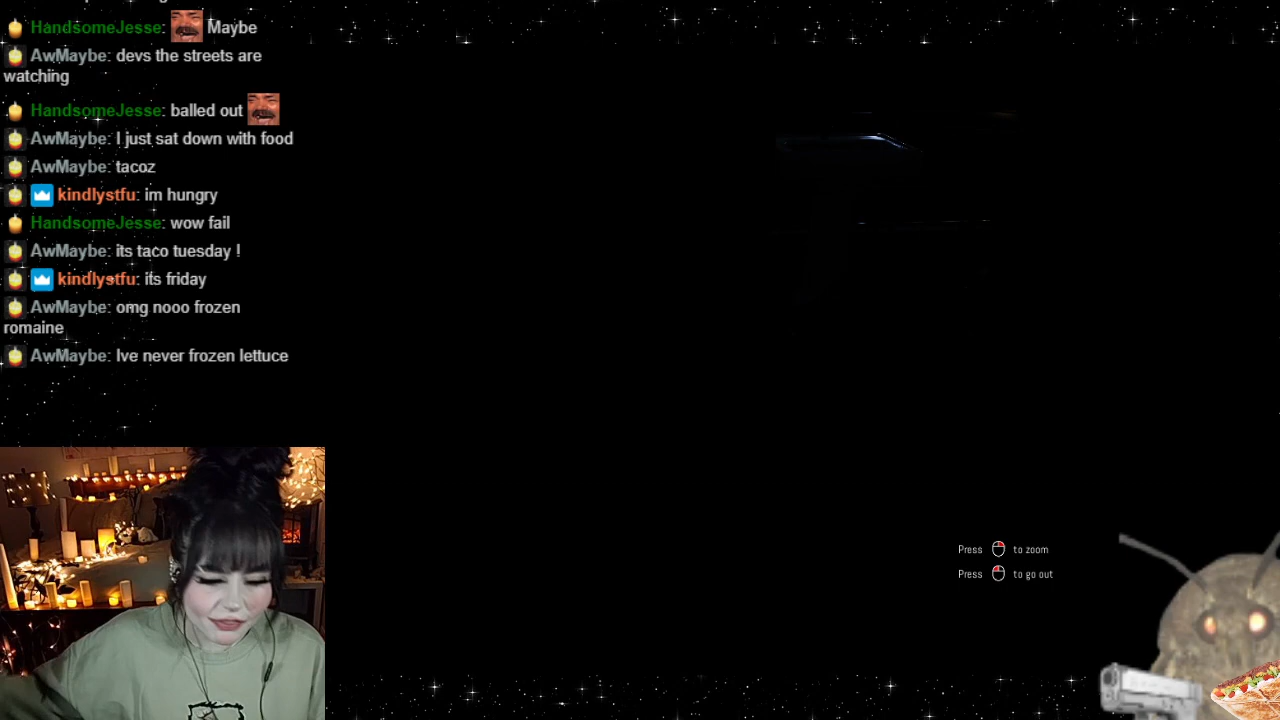 HandsomeJesse: Maybe
AwMaybe: devs the streets are
watching
HandsomeJesse: balled out
AwMaybe: I just sat down with food
AwMaybe: tacoz
kindlystfu: im hungry
HandsomeJesse: wow fail
AwMaybe: its taco tuesday !
kindlystfu: its friday
AwMaybe: omg nooo frozen
romaine
AwMaybe: Ive never frozen lettuce
Press to zoom
Press to go out